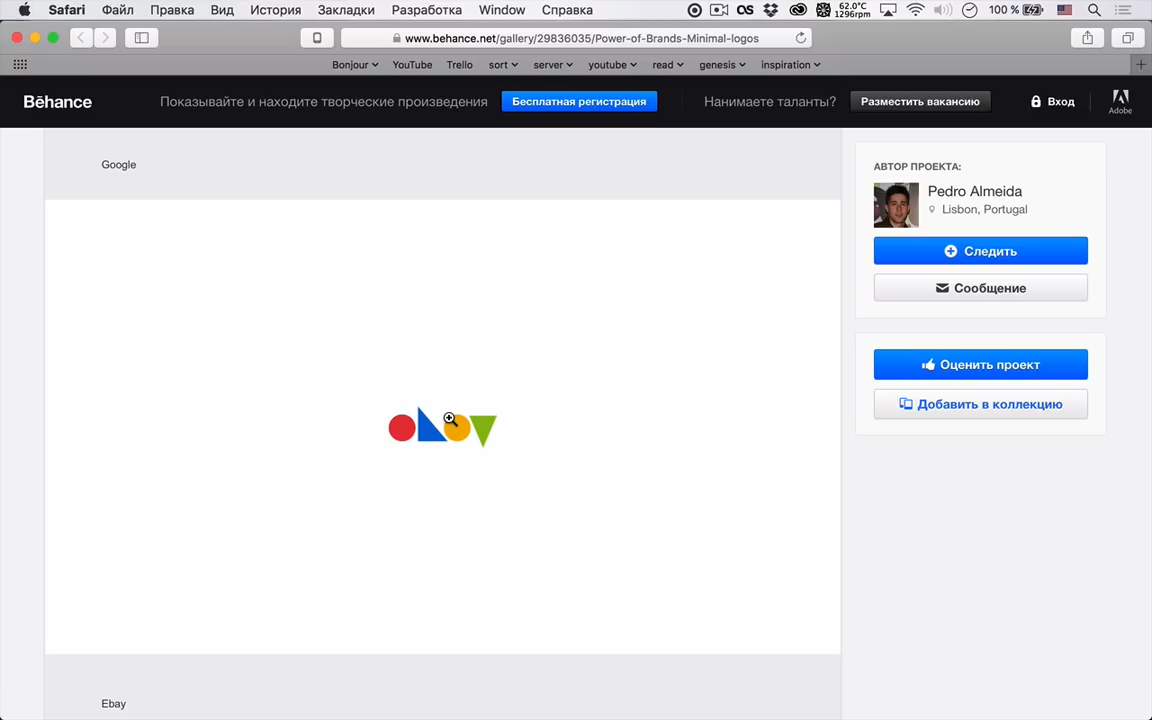 Safari Файл Правка Вид История Закладки Разработка Window Справка
62.0°C
1296rpm
100 %
www.behance.net/gallery/29836035/Power-of-Brands-Minimal-logos
Bonjour YouTube Trello sort server youtube read genesis inspiration
Bēhance
Показывайте и находите творческие произведения
Бесплатная регистрация
Нанимаете таланты?
Разместить вакансию
Вход
Adobe
Google
АВТОР ПРОЕКТА:
Pedro Almeida
Lisbon, Portugal
Следить
Сообщение
Оценить проект
Добавить в коллекцию
Ebay